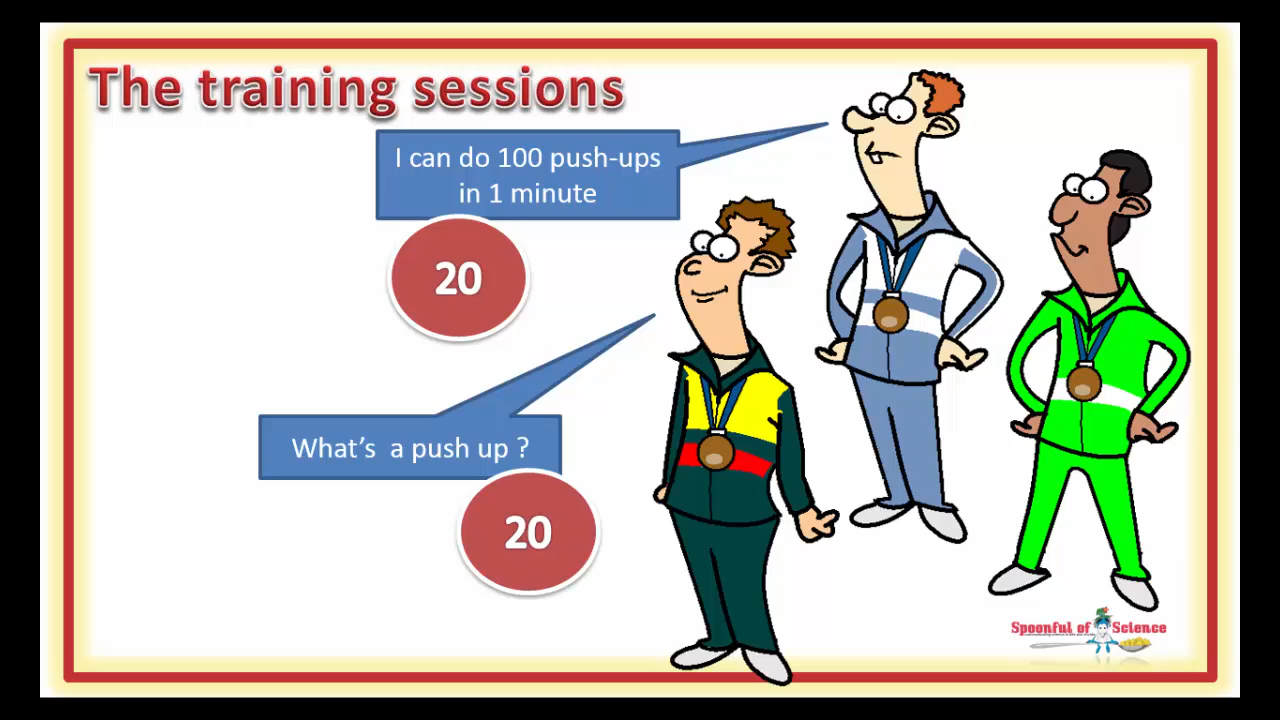 The training sessions
I can do 100 push-ups
in 1 minute
20
What's a push up ?
20
Spoonful of Science